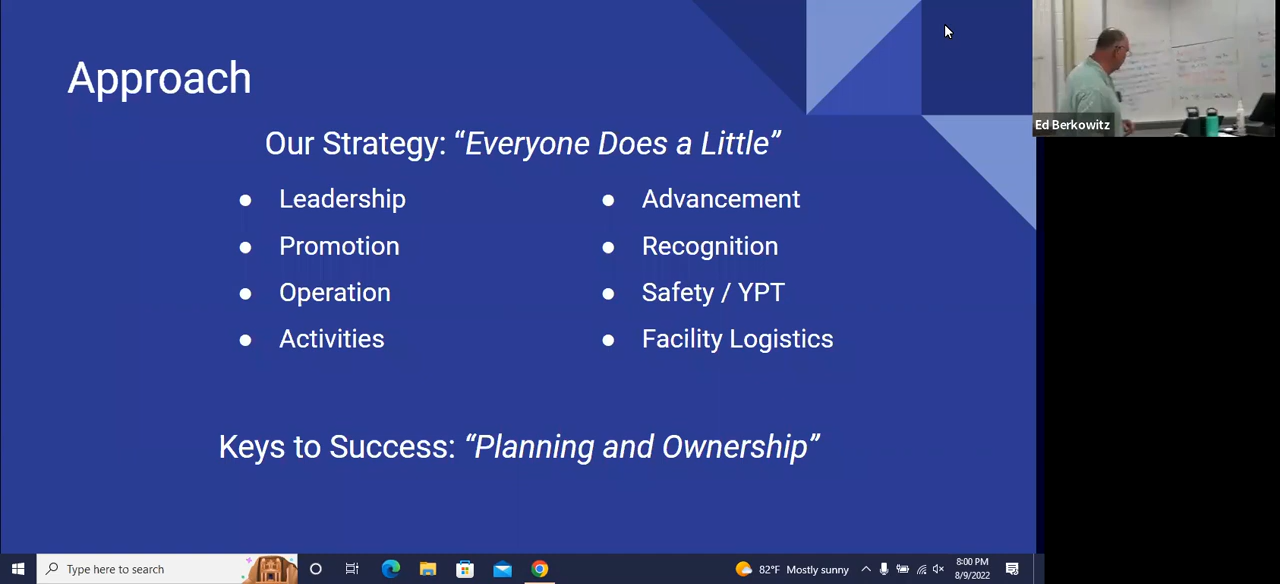 Approach
Our Strategy: “Everyone Does a Little”
● Leadership
● Promotion
● Operation
● Activities
● Advancement
● Recognition
● Safety / YPT
● Facility Logistics
Keys to Success: “Planning and Ownership”
Ed Berkowitz
Type here to search
82°F Mostly sunny
8:00 PM
8/9/2022